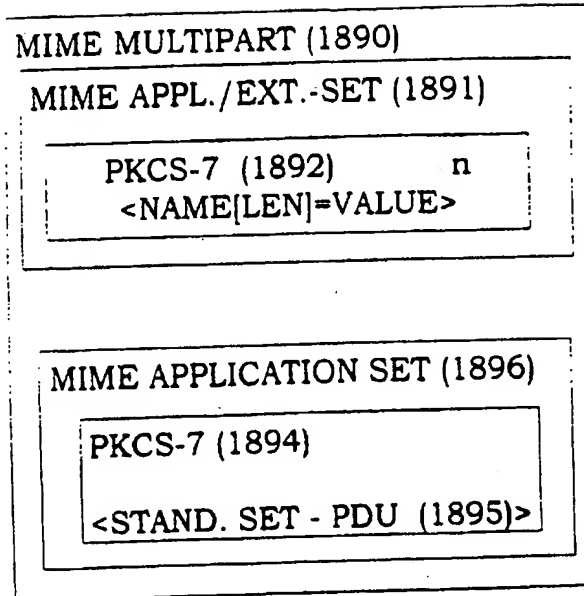 MIME MULTIPART (1890)
MIME APPL./EXT.-SET (1891)
PKCS-7 (1892) n
<NAME[LEN]=VALUE>
MIME APPLICATION SET (1896)
PKCS-7 (1894)
<STAND. SET - PDU (1895)>